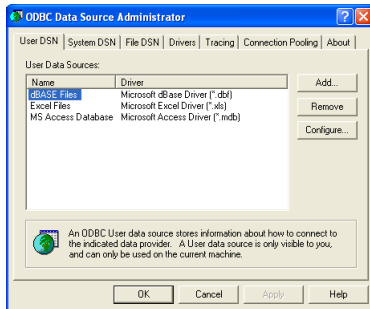 ODBC Data Source Administrator
User DSN System DSN File DSN Drivers Tracing Connection Pooling About
User Data Sources:
Name Driver
dBASE Files Microsoft dBase Driver (*.dbf)
Excel Files Microsoft Excel Driver (*.xls)
MS Access Database Microsoft Access Driver (*.mdb)
Add...
Remove
Configure...
An ODBC User data source stores information about how to connect to
the indicated data provider. A User data source is only visible to you,
and can only be used on the current machine.
OK Cancel Apply Help